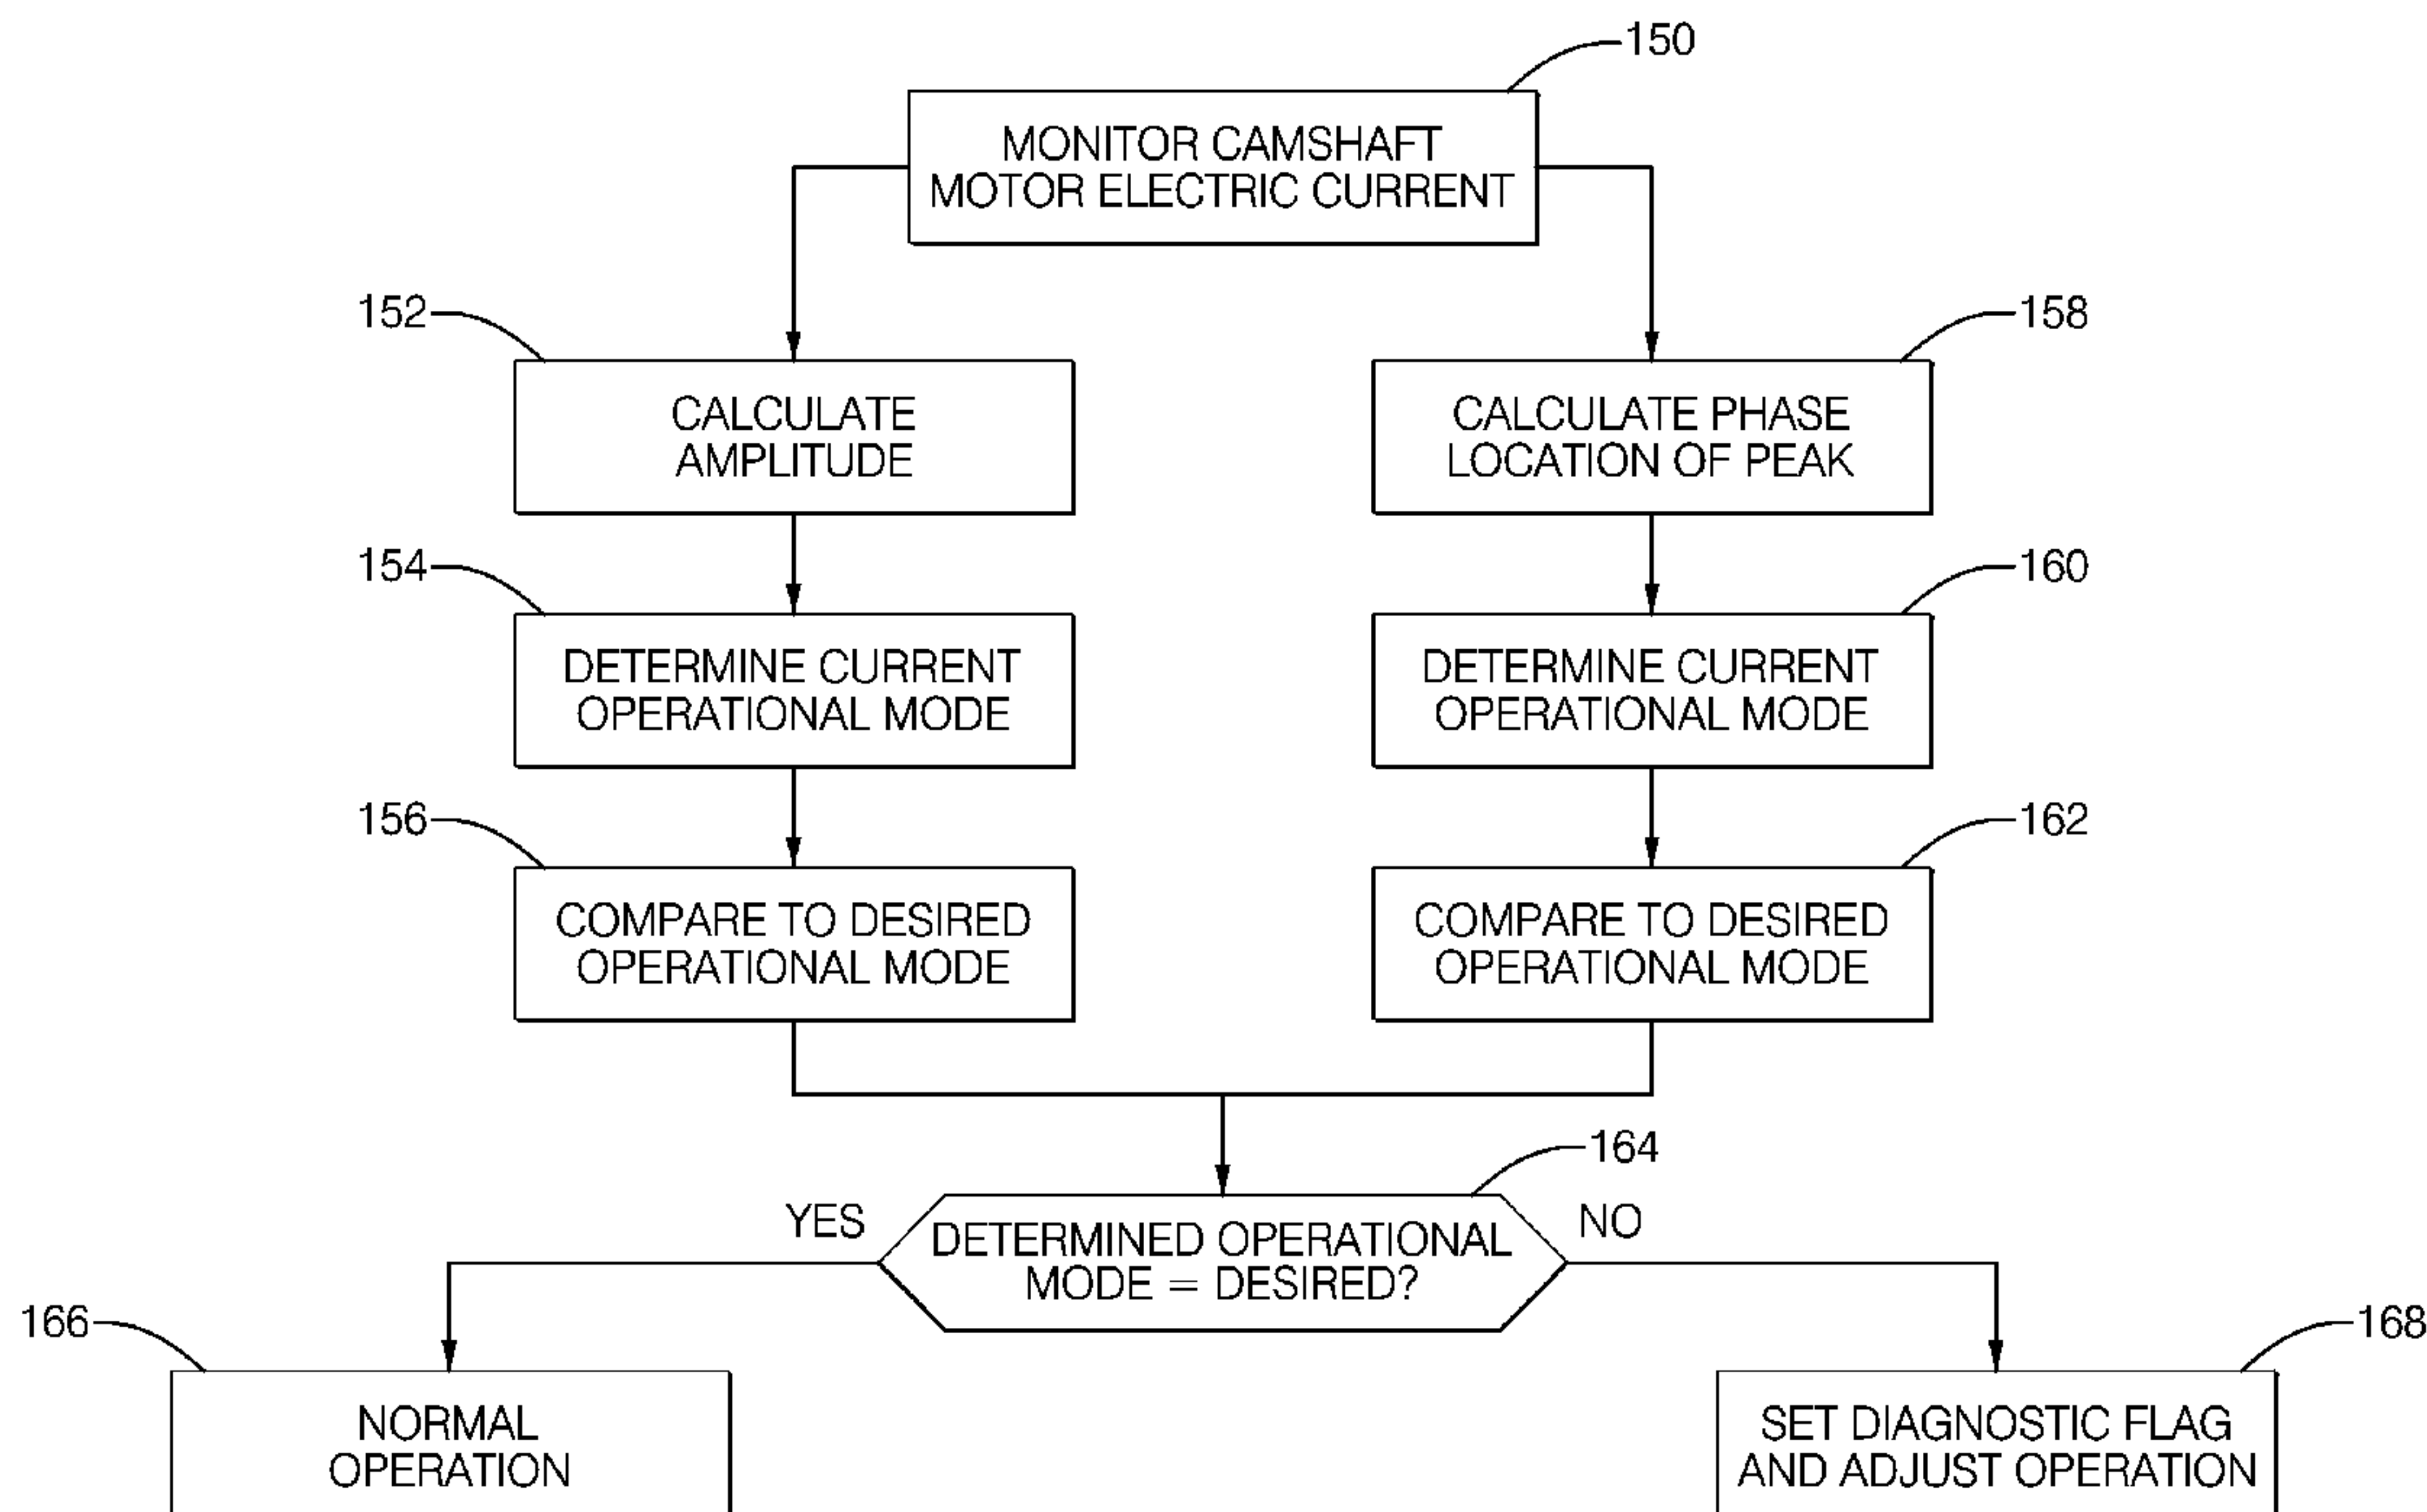 150
MONITOR CAMSHAFT
MOTOR ELECTRIC CURRENT
152
158
CALCULATE
AMPLITUDE
CALCULATE PHASE
LOCATION OF PEAK
154
160
DETERMINE CURRENT
OPERATIONAL MODE
DETERMINE CURRENT
OPERATIONAL MODE
156
162
COMPARE TO DESIRED
OPERATIONAL MODE
COMPARE TO DESIRED
OPERATIONAL MODE
164
YES
NO
DETERMINED OPERATIONAL
MODE = DESIRED?
166
168
NORMAL
OPERATION
SET DIAGNOSTIC FLAG
AND ADJUST OPERATION